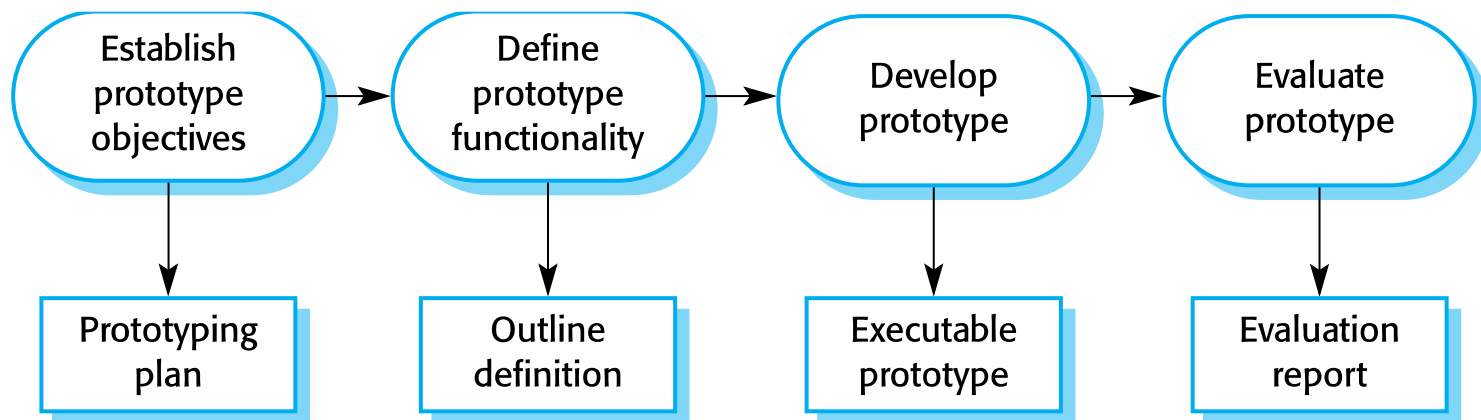 Establish
prototype
objectives
Define
prototype
functionality
Develop
prototype
Evaluate
prototype
Prototyping
plan
Outline
definition
Executable
prototype
Evaluation
report